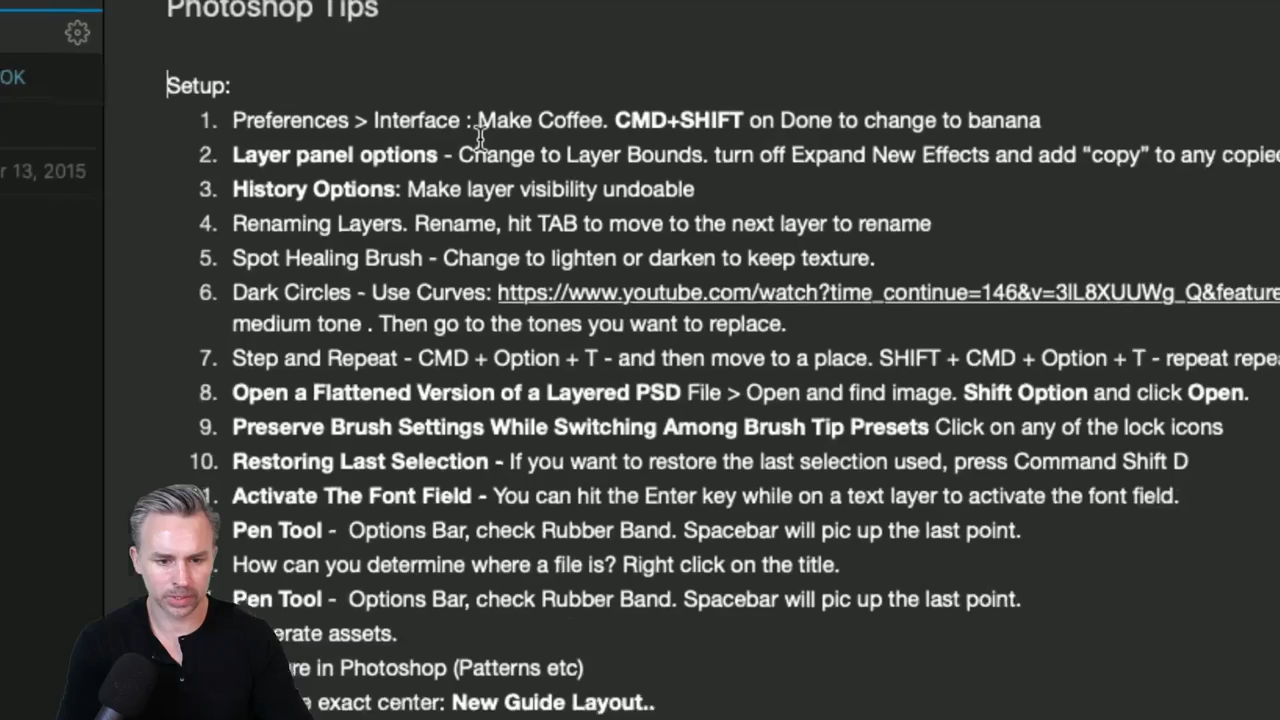 Photoshop Tips
OK
Setup:
1. Preferences > Interface : Make Coffee. CMD+SHIFT on Done to change to banana
2. Layer panel options - Change to Layer Bounds. turn off Expand New Effects and add “copy” to any copied
r 13, 2015
3. History Options: Make layer visibility undoable
4. Renaming Layers. Rename, hit TAB to move to the next layer to rename
5. Spot Healing Brush - Change to lighten or darken to keep texture.
6. Dark Circles - Use Curves: https://www.youtube.com/watch?time_continue=146&v=3lL8XUUWg_Q&feature
medium tone . Then go to the tones you want to replace.
7. Step and Repeat - CMD + Option + T - and then move to a place. SHIFT + CMD + Option + T - repeat repe
8. Open a Flattened Version of a Layered PSD File > Open and find image. Shift Option and click Open.
9. Preserve Brush Settings While Switching Among Brush Tip Presets Click on any of the lock icons
10. Restoring Last Selection - If you want to restore the last selection used, press Command Shift D
1. Activate The Font Field - You can hit the Enter key while on a text layer to activate the font field.
Pen Tool - Options Bar, check Rubber Band. Spacebar will pic up the last point.
How can you determine where a file is? Right click on the title.
Pen Tool - Options Bar, check Rubber Band. Spacebar will pic up the last point.
erate assets.
re in Photoshop (Patterns etc)
exact center: New Guide Layout..